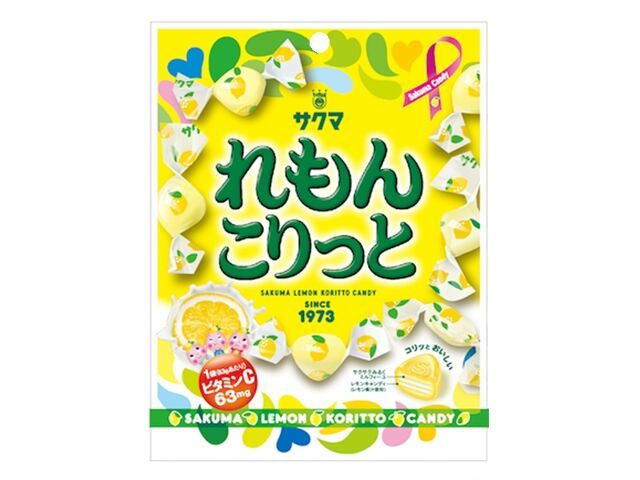 Sakuma Candy
サクマ
れもん
こりっと
SAKUMA LEMON KORITTO CANDY
SINCE
1973
コリッとおいしい
サクサクみるく
ミルフィーユ
レモンキャンディ
1袋(63gあたり)
ビタミンC
63mg
SAKUMA LEMON KORITTO CANDY